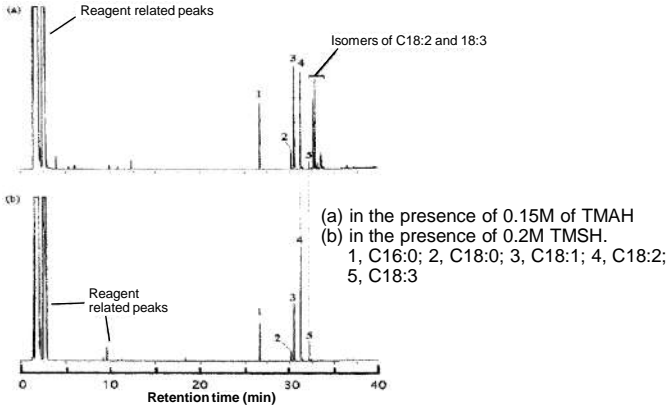 (a)
Reagent related peaks
Isomers of C18:2 and 18:3
3
4
1
2
5
(b)
(a) in the presence of 0.15M of TMAH
(b) in the presence of 0.2M TMSH.
1, C16:0; 2, C18:0; 3, C18:1; 4, C18:2;
5, C18:3
4
Reagent
related peaks
3
2
5
0 10 20 30 40
Retention time (min)